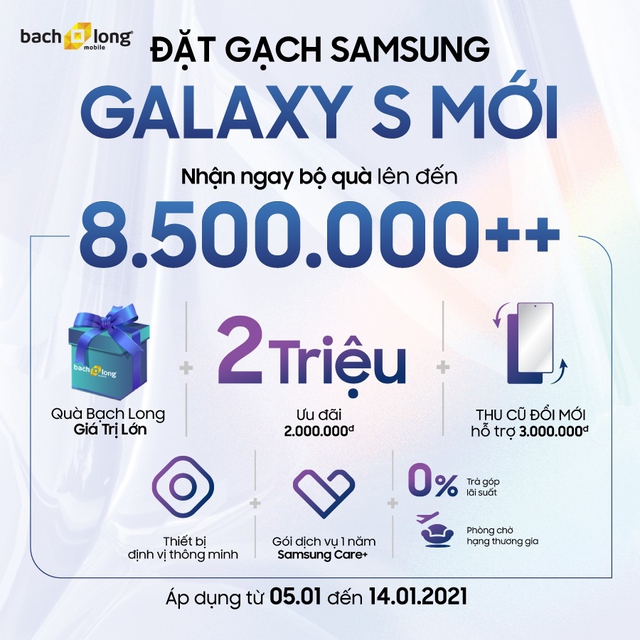 bach long
mobile
ĐẶT GẠCH SAMSUNG
GALAXY S MỚI
Nhận ngay bộ quà lên đến
8.500.000++
bach long
Quà Bạch Long
Giá Trị Lớn
+
2 Triệu
Ưu đãi
2.000.000đ
+
THU CŨ ĐỔI MỚI
hỗ trợ 3.000.000đ
Thiết bị
định vị thông minh
+
Gói dịch vụ 1 năm
Samsung Care+
+
0%
Trả góp
lãi suất
Phòng chờ
hạng thương gia
Áp dụng từ 05.01 đến 14.01.2021